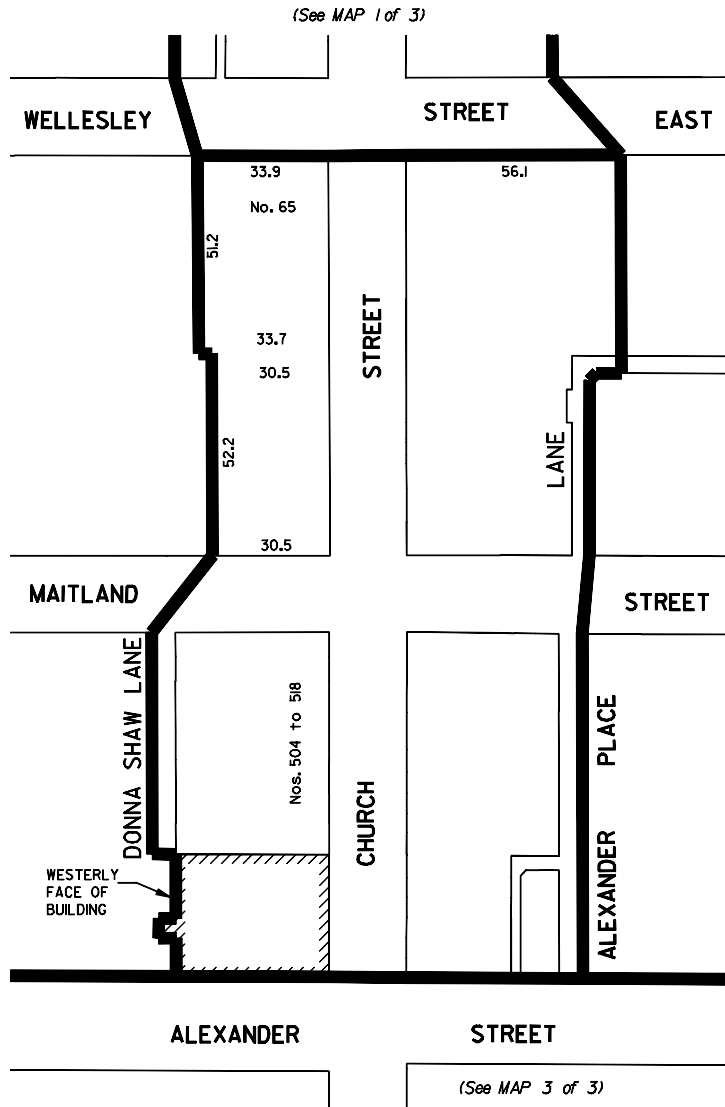 (See MAP 1 of 3)
WELLESLEY STREET EAST
33.9
56.1
No. 65
51.2
STREET
33.7
30.5
52.2
LANE
30.5
MAITLAND STREET
DONNA SHAW LANE
Nos. 504 to 518
CHURCH
ALEXANDER PLACE
WESTERLY
FACE OF
BUILDING
ALEXANDER STREET
(See MAP 3 of 3)